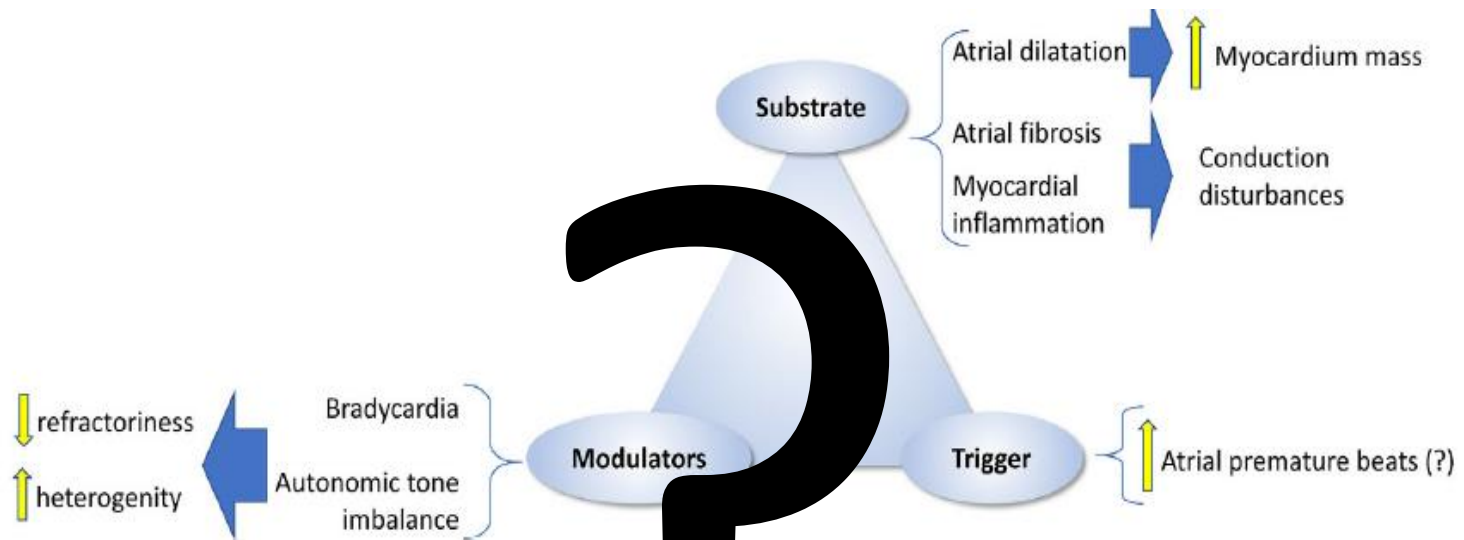 Substrate
Atrial dilatation
Myocardium mass
Atrial fibrosis
Myocardial
inflammation
Conduction
disturbances
refractoriness
heterogenity
Bradycardia
Autonomic tone
imbalance
Modulators
Trigger
Atrial premature beats (?)
?